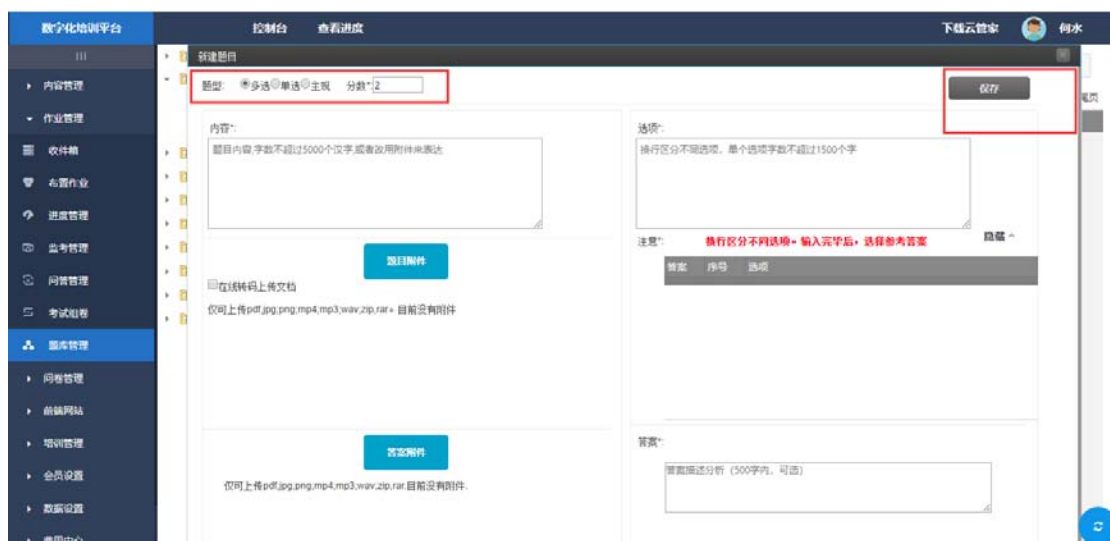 数字化培训平台 控制台 查看进度 下载云管家 何水
新建题目
题型: 多选 单选 主观 分数*: 2
保存
尾页
内容管理
作业管理
收件箱
布置作业
进度管理
监考管理
问答管理
考试组卷
题库管理
问卷管理
前端网站
培训管理
会员设置
数据设置
费用中心
内容*:
题目内容,字数不超过5000个汉字,或者改用附件来表达
选项*:
换行区分不同选项，单个选项字数不超过1500个字
题目附件
在线转码上传文档
仅可上传pdf,jpg,png,mp4,mp3,wav,zip,rar。目前没有附件
注意*: 换行区分不同选项。输入完毕后，选择参考答案 隐藏
答案 序号 选项
答案附件
仅可上传pdf,jpg,png,mp4,mp3,wav,zip,rar.目前没有附件.
答案*:
答案描述分析（500字内，可选）